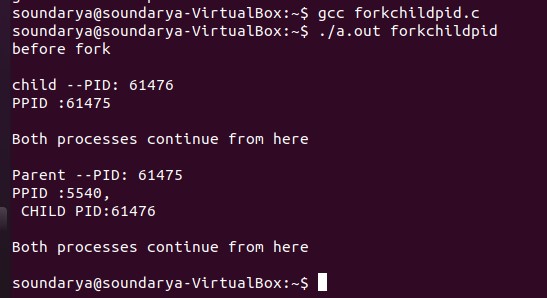 soundarya@soundarya-VirtualBox:~$ gcc forkchildpid.c
soundarya@soundarya-VirtualBox:~$ ./a.out forkchildpid
before fork
child --PID: 61476
PPID :61475
Both processes continue from here
Parent --PID: 61475
PPID :5540,
CHILD PID:61476
Both processes continue from here
soundarya@soundarya-VirtualBox:~$